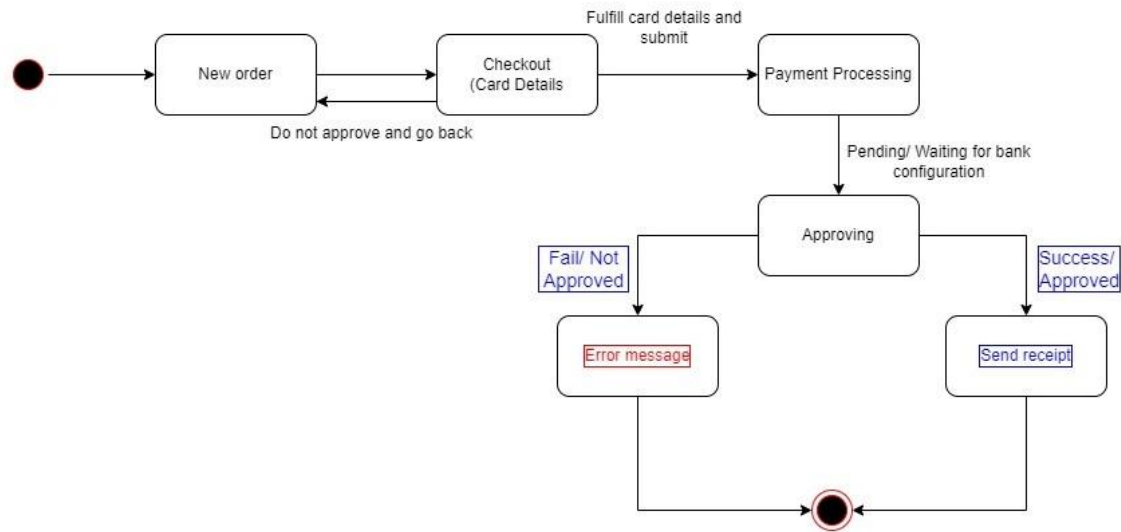 Fulfill card details and
submit
New order
Checkout
(Card Details
Payment Processing
Do not approve and go back
Pending/ Waiting for bank
configuration
Approving
Fail/ Not
Approved
Success/
Approved
Error message
Send receipt